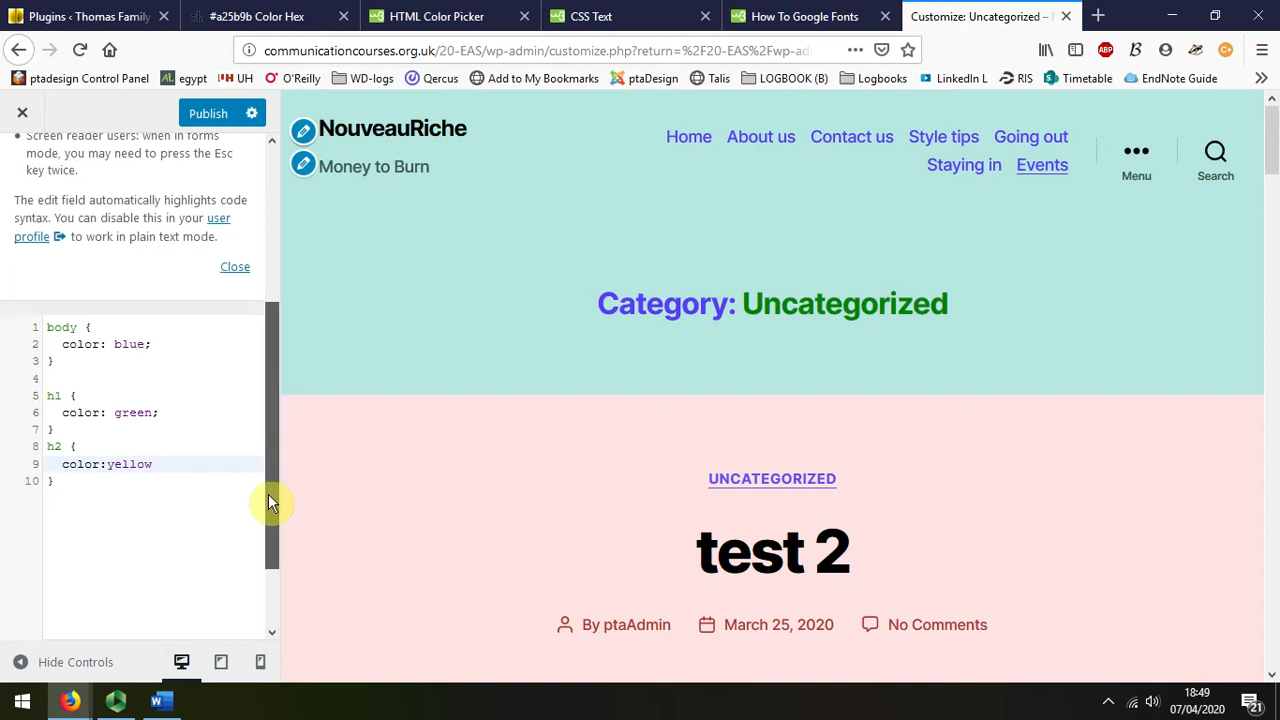 Plugins ‹ Thomas Family
#a25b9b Color Hex
HTML Color Picker
CSS Text
How To Google Fonts
Customize: Uncategorized –
communicationcourses.org.uk/20-EAS/wp-admin/customize.php?return=%2F20-EAS%2Fwp-ad
ptadesign Control Panel
egypt
UH
O'Reilly
WD-logs
Qercus
Add to My Bookmarks
ptaDesign
Talis
LOGBOOK (B)
Logbooks
LinkedIn L
RIS
Timetable
EndNote Guide
Publish
Screen reader users: when in forms
mode, you may need to press the Esc
key twice.
The edit field automatically highlights code
syntax. You can disable this in your user
profile to work in plain text mode.
Close
1 body {
2 color: blue;
3 }
4
5 h1 {
6 color: green;
7 }
8 h2 {
9 color:yellow
10 }
Hide Controls
NouveauRiche
Money to Burn
Home About us Contact us Style tips Going out
Staying in Events
Menu
Search
Category: Uncategorized
UNCATEGORIZED
test 2
By ptaAdmin March 25, 2020 No Comments
18:49
07/04/2020
21